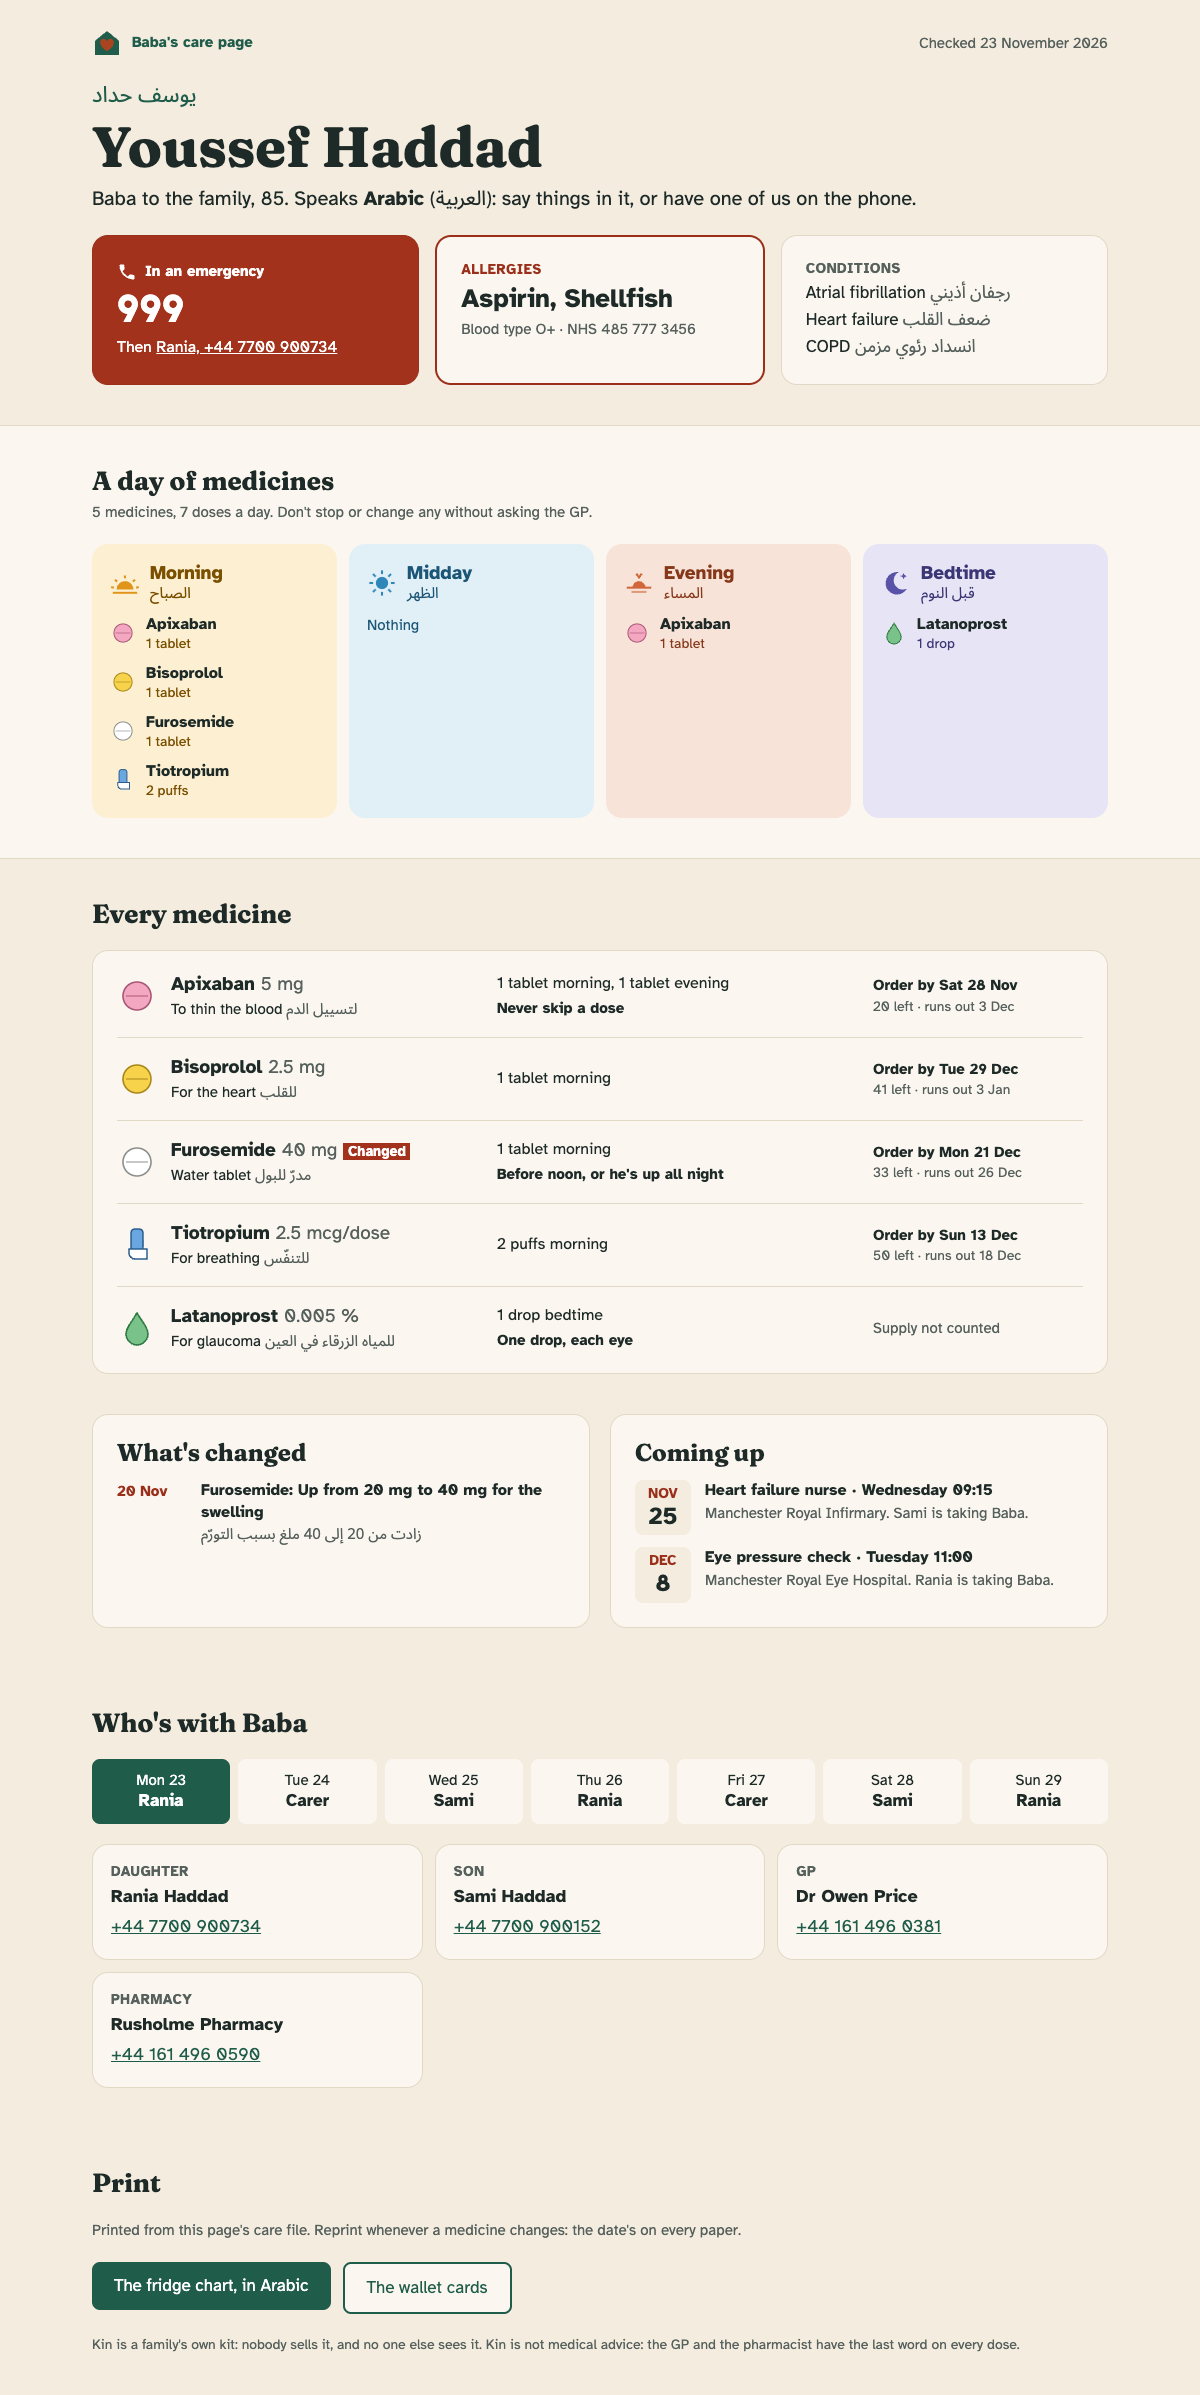 Baba's care page
Checked 23 November 2026
يوسف حداد
Youssef Haddad
Baba to the family, 85. Speaks Arabic (العربية): say things in it, or have one of us on the phone.
In an emergency
999
Then Rania, +44 7700 900734
ALLERGIES
Aspirin, Shellfish
Blood type O+ · NHS 485 777 3456
CONDITIONS
Atrial fibrillation رجفان أذيني
Heart failure ضعف القلب
COPD انسداد رئوي مزمن
A day of medicines
5 medicines, 7 doses a day. Don't stop or change any without asking the GP.
Morning
الصباح
Apixaban
1 tablet
Bisoprolol
1 tablet
Furosemide
1 tablet
Tiotropium
2 puffs
Midday
الظهر
Nothing
Evening
المساء
Apixaban
1 tablet
Bedtime
قبل النوم
Latanoprost
1 drop
Every medicine
Apixaban 5 mg
To thin the blood لتسييل الدم
1 tablet morning, 1 tablet evening
Never skip a dose
Order by Sat 28 Nov
20 left · runs out 3 Dec
Bisoprolol 2.5 mg
For the heart للقلب
1 tablet morning
Order by Tue 29 Dec
41 left · runs out 3 Jan
Furosemide 40 mg Changed
Water tablet مدرّ للبول
1 tablet morning
Before noon, or he's up all night
Order by Mon 21 Dec
33 left · runs out 26 Dec
Tiotropium 2.5 mcg/dose
For breathing للتنفّس
2 puffs morning
Order by Sun 13 Dec
50 left · runs out 18 Dec
Latanoprost 0.005 %
For glaucoma للمياه الزرقاء في العين
1 drop bedtime
One drop, each eye
Supply not counted
What's changed
20 Nov
Furosemide: Up from 20 mg to 40 mg for the
swelling
زادت من 20 إلى 40 ملغ بسبب التورّم
Coming up
NOV
25
Heart failure nurse · Wednesday 09:15
Manchester Royal Infirmary. Sami is taking Baba.
DEC
8
Eye pressure check · Tuesday 11:00
Manchester Royal Eye Hospital. Rania is taking Baba.
Who's with Baba
Mon 23
Rania
Tue 24
Carer
Wed 25
Sami
Thu 26
Rania
Fri 27
Carer
Sat 28
Sami
Sun 29
Rania
DAUGHTER
Rania Haddad
+44 7700 900734
SON
Sami Haddad
+44 7700 900152
GP
Dr Owen Price
+44 161 496 0381
PHARMACY
Rusholme Pharmacy
+44 161 496 0590
Print
Printed from this page's care file. Reprint whenever a medicine changes: the date's on every paper.
The fridge chart, in Arabic
The wallet cards
Kin is a family's own kit: nobody sells it, and no one else sees it. Kin is not medical advice: the GP and the pharmacist have the last word on every dose.